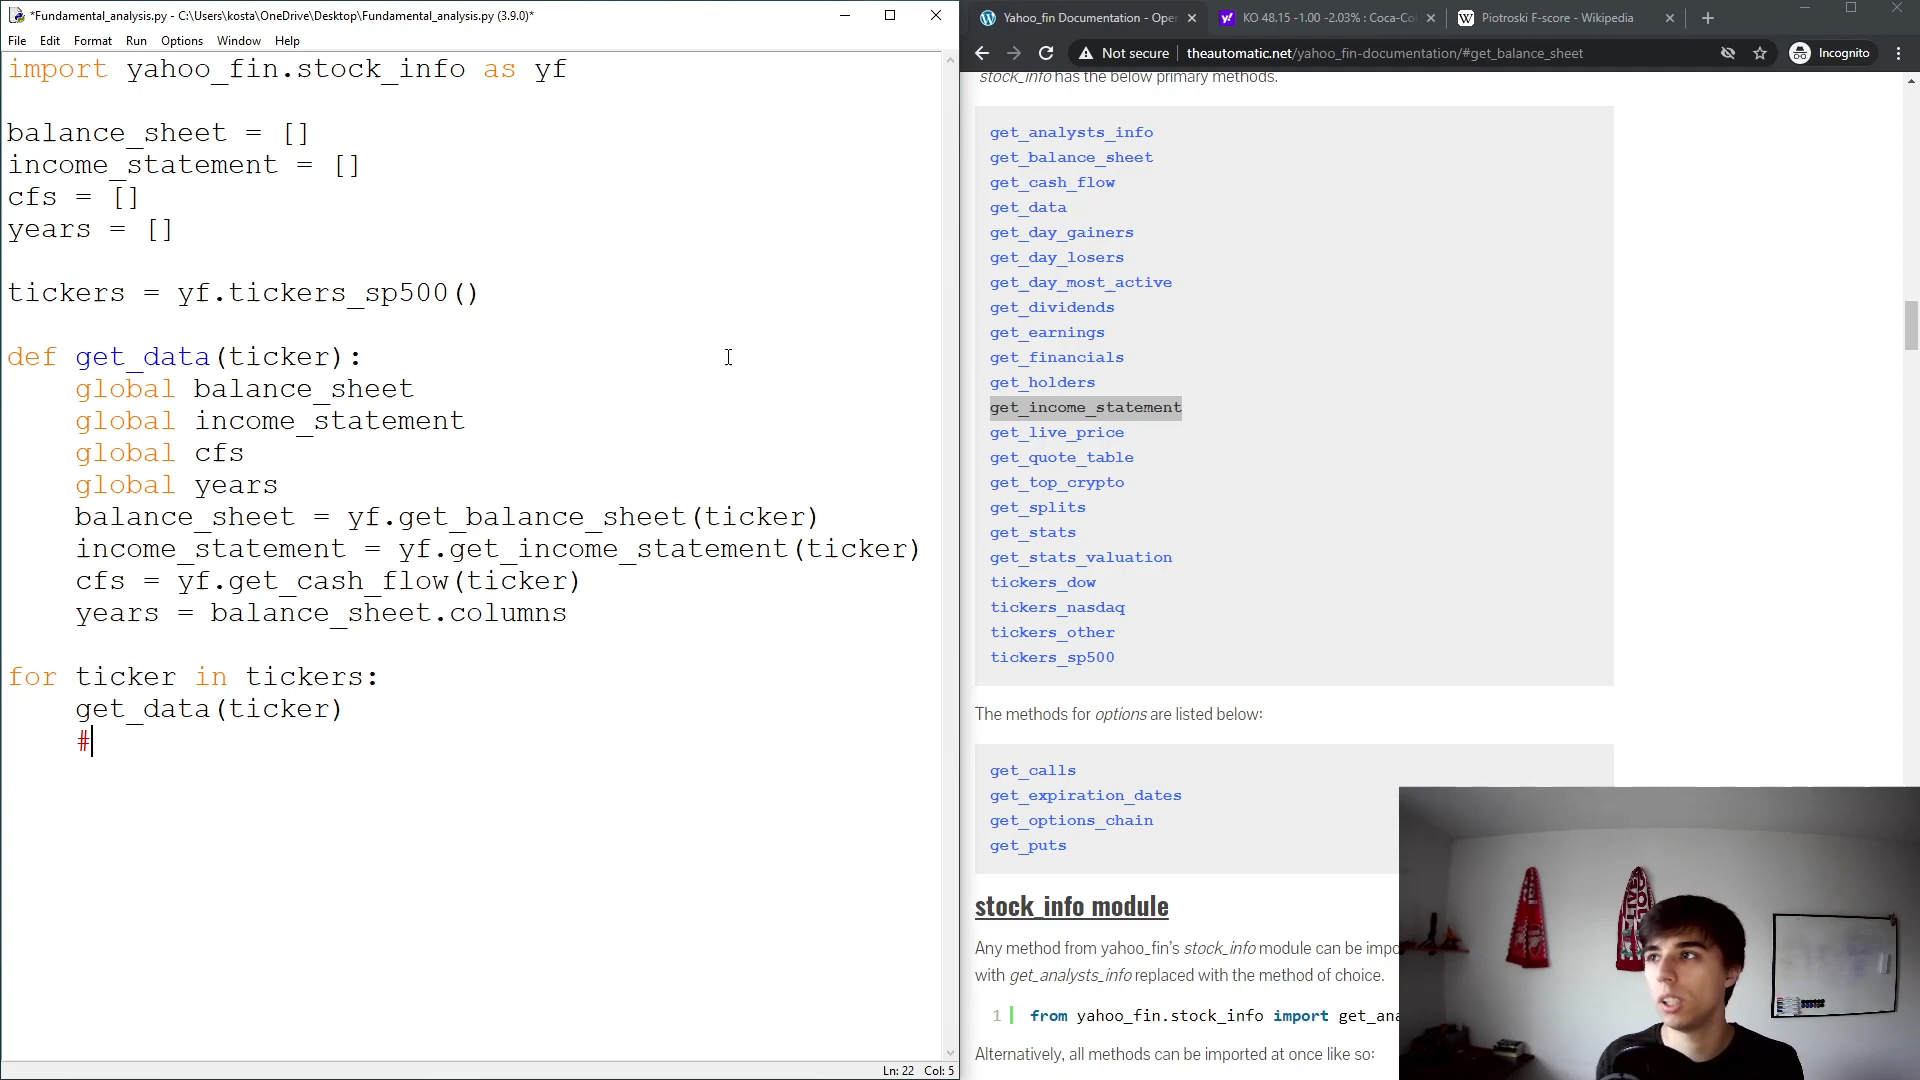 *Fundamental_analysis.py - C:\Users\kosta\OneDrive\Desktop\Fundamental_analysis.py (3.9.0)*
File Edit Format Run Options Window Help
import yahoo_fin.stock_info as yf
balance_sheet = []
income_statement = []
cfs = []
years = []
tickers = yf.tickers_sp500()
def get_data(ticker):
    global balance_sheet
    global income_statement
    global cfs
    global years
    balance_sheet = yf.get_balance_sheet(ticker)
    income_statement = yf.get_income_statement(ticker)
    cfs = yf.get_cash_flow(ticker)
    years = balance_sheet.columns
for ticker in tickers:
    get_data(ticker)
    #
Ln: 22 Col: 5
Yahoo_fin Documentation - Ope
KO 48.15 -1.00 -2.03% : Coca-Co
Piotroski F-score - Wikipedia
Not secure theautomatic.net/yahoo_fin-documentation/#get_balance_sheet Incognito
stock_info has the below primary methods.
get_analysts_info
get_balance_sheet
get_cash_flow
get_data
get_day_gainers
get_day_losers
get_day_most_active
get_dividends
get_earnings
get_financials
get_holders
get_income_statement
get_live_price
get_quote_table
get_top_crypto
get_splits
get_stats
get_stats_valuation
tickers_dow
tickers_nasdaq
tickers_other
tickers_sp500
The methods for options are listed below:
get_calls
get_expiration_dates
get_options_chain
get_puts
stock_info module
Any method from yahoo_fin's stock_info module can be impo
with get_analysts_info replaced with the method of choice.
1 from yahoo_fin.stock_info import get_ana
Alternatively, all methods can be imported at once like so: